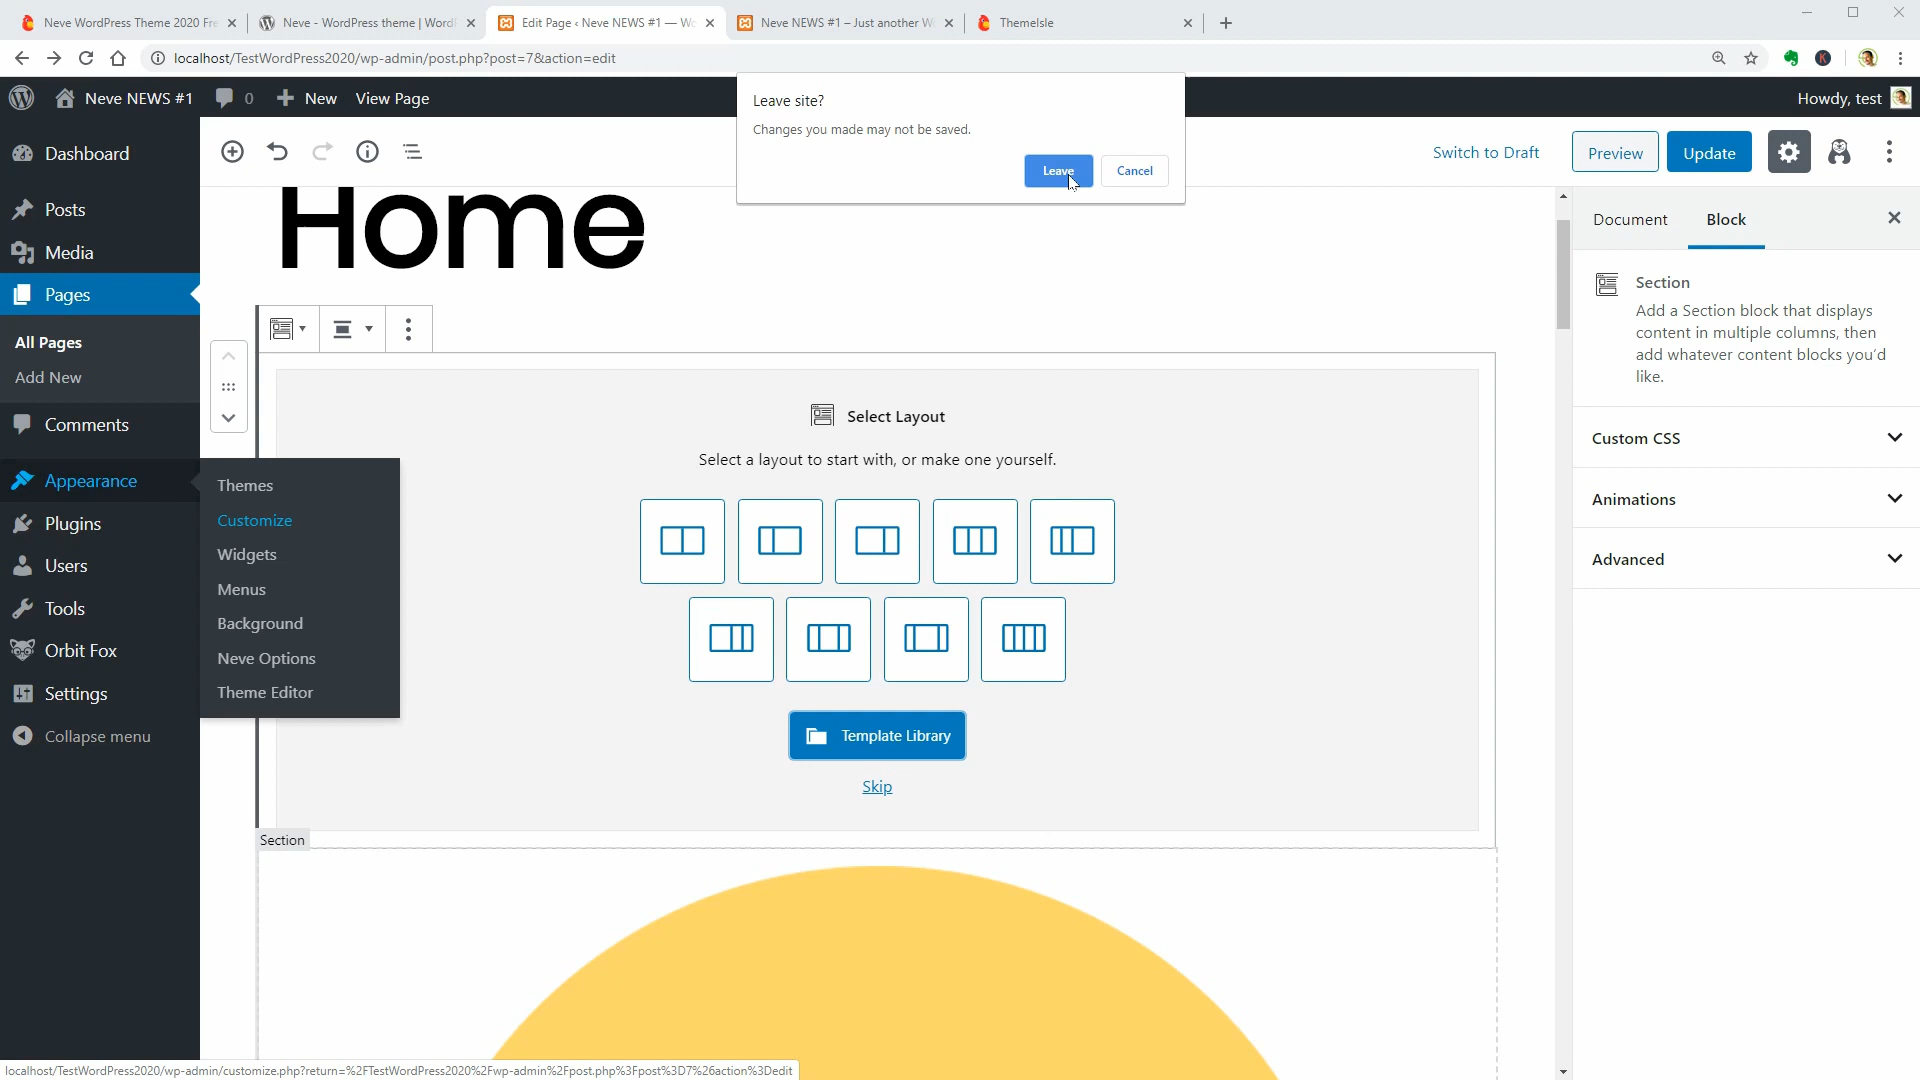 Neve WordPress Theme 2020 Fre
Neve - WordPress theme | Word
Edit Page ‹ Neve NEWS #1 — Wo
Neve NEWS #1 – Just another W
ThemeIsle
localhost/TestWordPress2020/wp-admin/post.php?post=7&action=edit
Neve NEWS #1
0
New
View Page
Howdy, test
Leave site?
Changes you made may not be saved.
Leave
Cancel
Dashboard
Posts
Media
Pages
All Pages
Add New
Comments
Appearance
Plugins
Users
Tools
Orbit Fox
Settings
Collapse menu
Themes
Customize
Widgets
Menus
Background
Neve Options
Theme Editor
Switch to Draft
Preview
Update
Home
Select Layout
Select a layout to start with, or make one yourself.
Template Library
Skip
Section
Document
Block
Section
Add a Section block that displays
content in multiple columns, then
add whatever content blocks you'd
like.
Custom CSS
Animations
Advanced
localhost/TestWordPress2020/wp-admin/customize.php?return=%2FTestWordPress2020%2Fwp-admin%2Fpost.php%3Fpost%3D7%26action%3Dedit